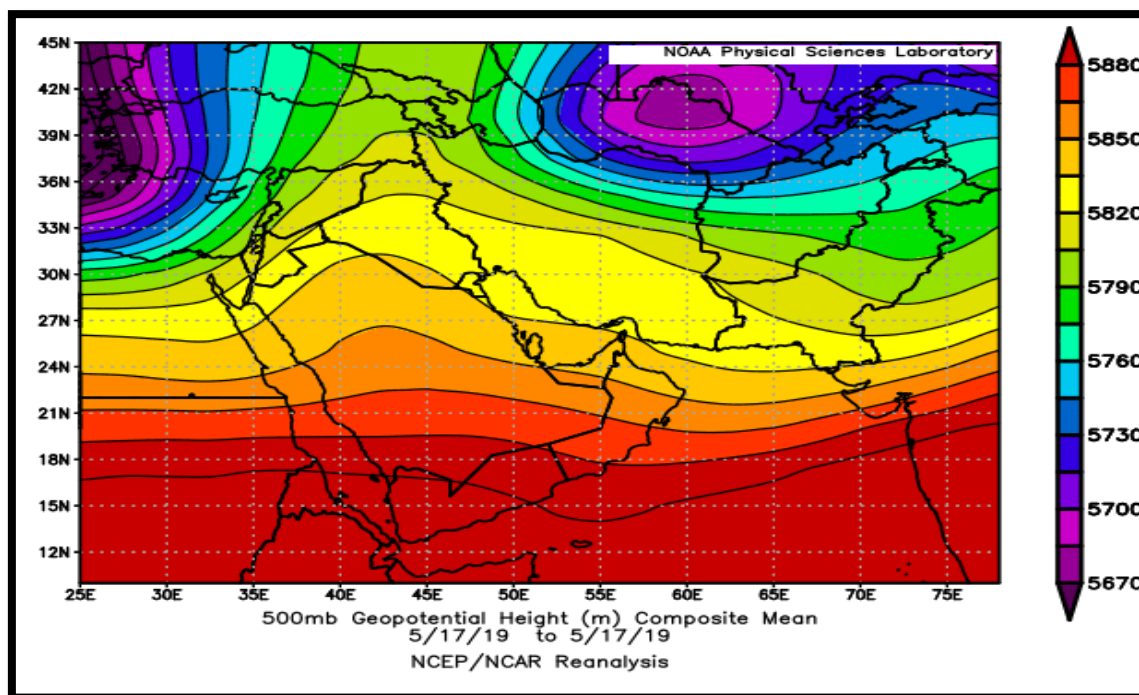 NOAA Physical Sciences Laboratory
45N
42N
39N
36N
33N
30N
27N
24N
21N
18N
15N
12N
25E 30E 35E 40E 45E 50E 55E 60E 65E 70E 75E
5880
5850
5820
5790
5760
5730
5700
5670
500mb Geopotential Height (m) Composite Mean
5/17/19 to 5/17/19
NCEP/NCAR Reanalysis